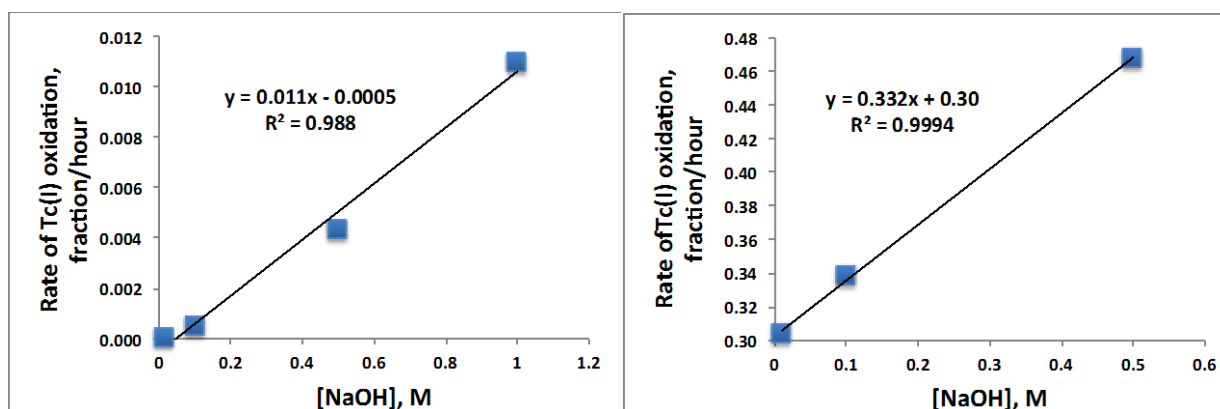 0.012
0.010
0.008
0.006
0.004
0.002
0.000
Rate of Tc(I) oxidation,
fraction/hour
y = 0.011x - 0.0005
R² = 0.988
0 0.2 0.4 0.6 0.8 1 1.2
[NaOH], M
0.48
0.46
0.44
0.42
0.40
0.38
0.36
0.34
0.32
0.30
Rate ofTc(I) oxidation,
fraction/hour
y = 0.332x + 0.30
R² = 0.9994
0.0 0.1 0.2 0.3 0.4 0.5 0.6
[NaOH], M